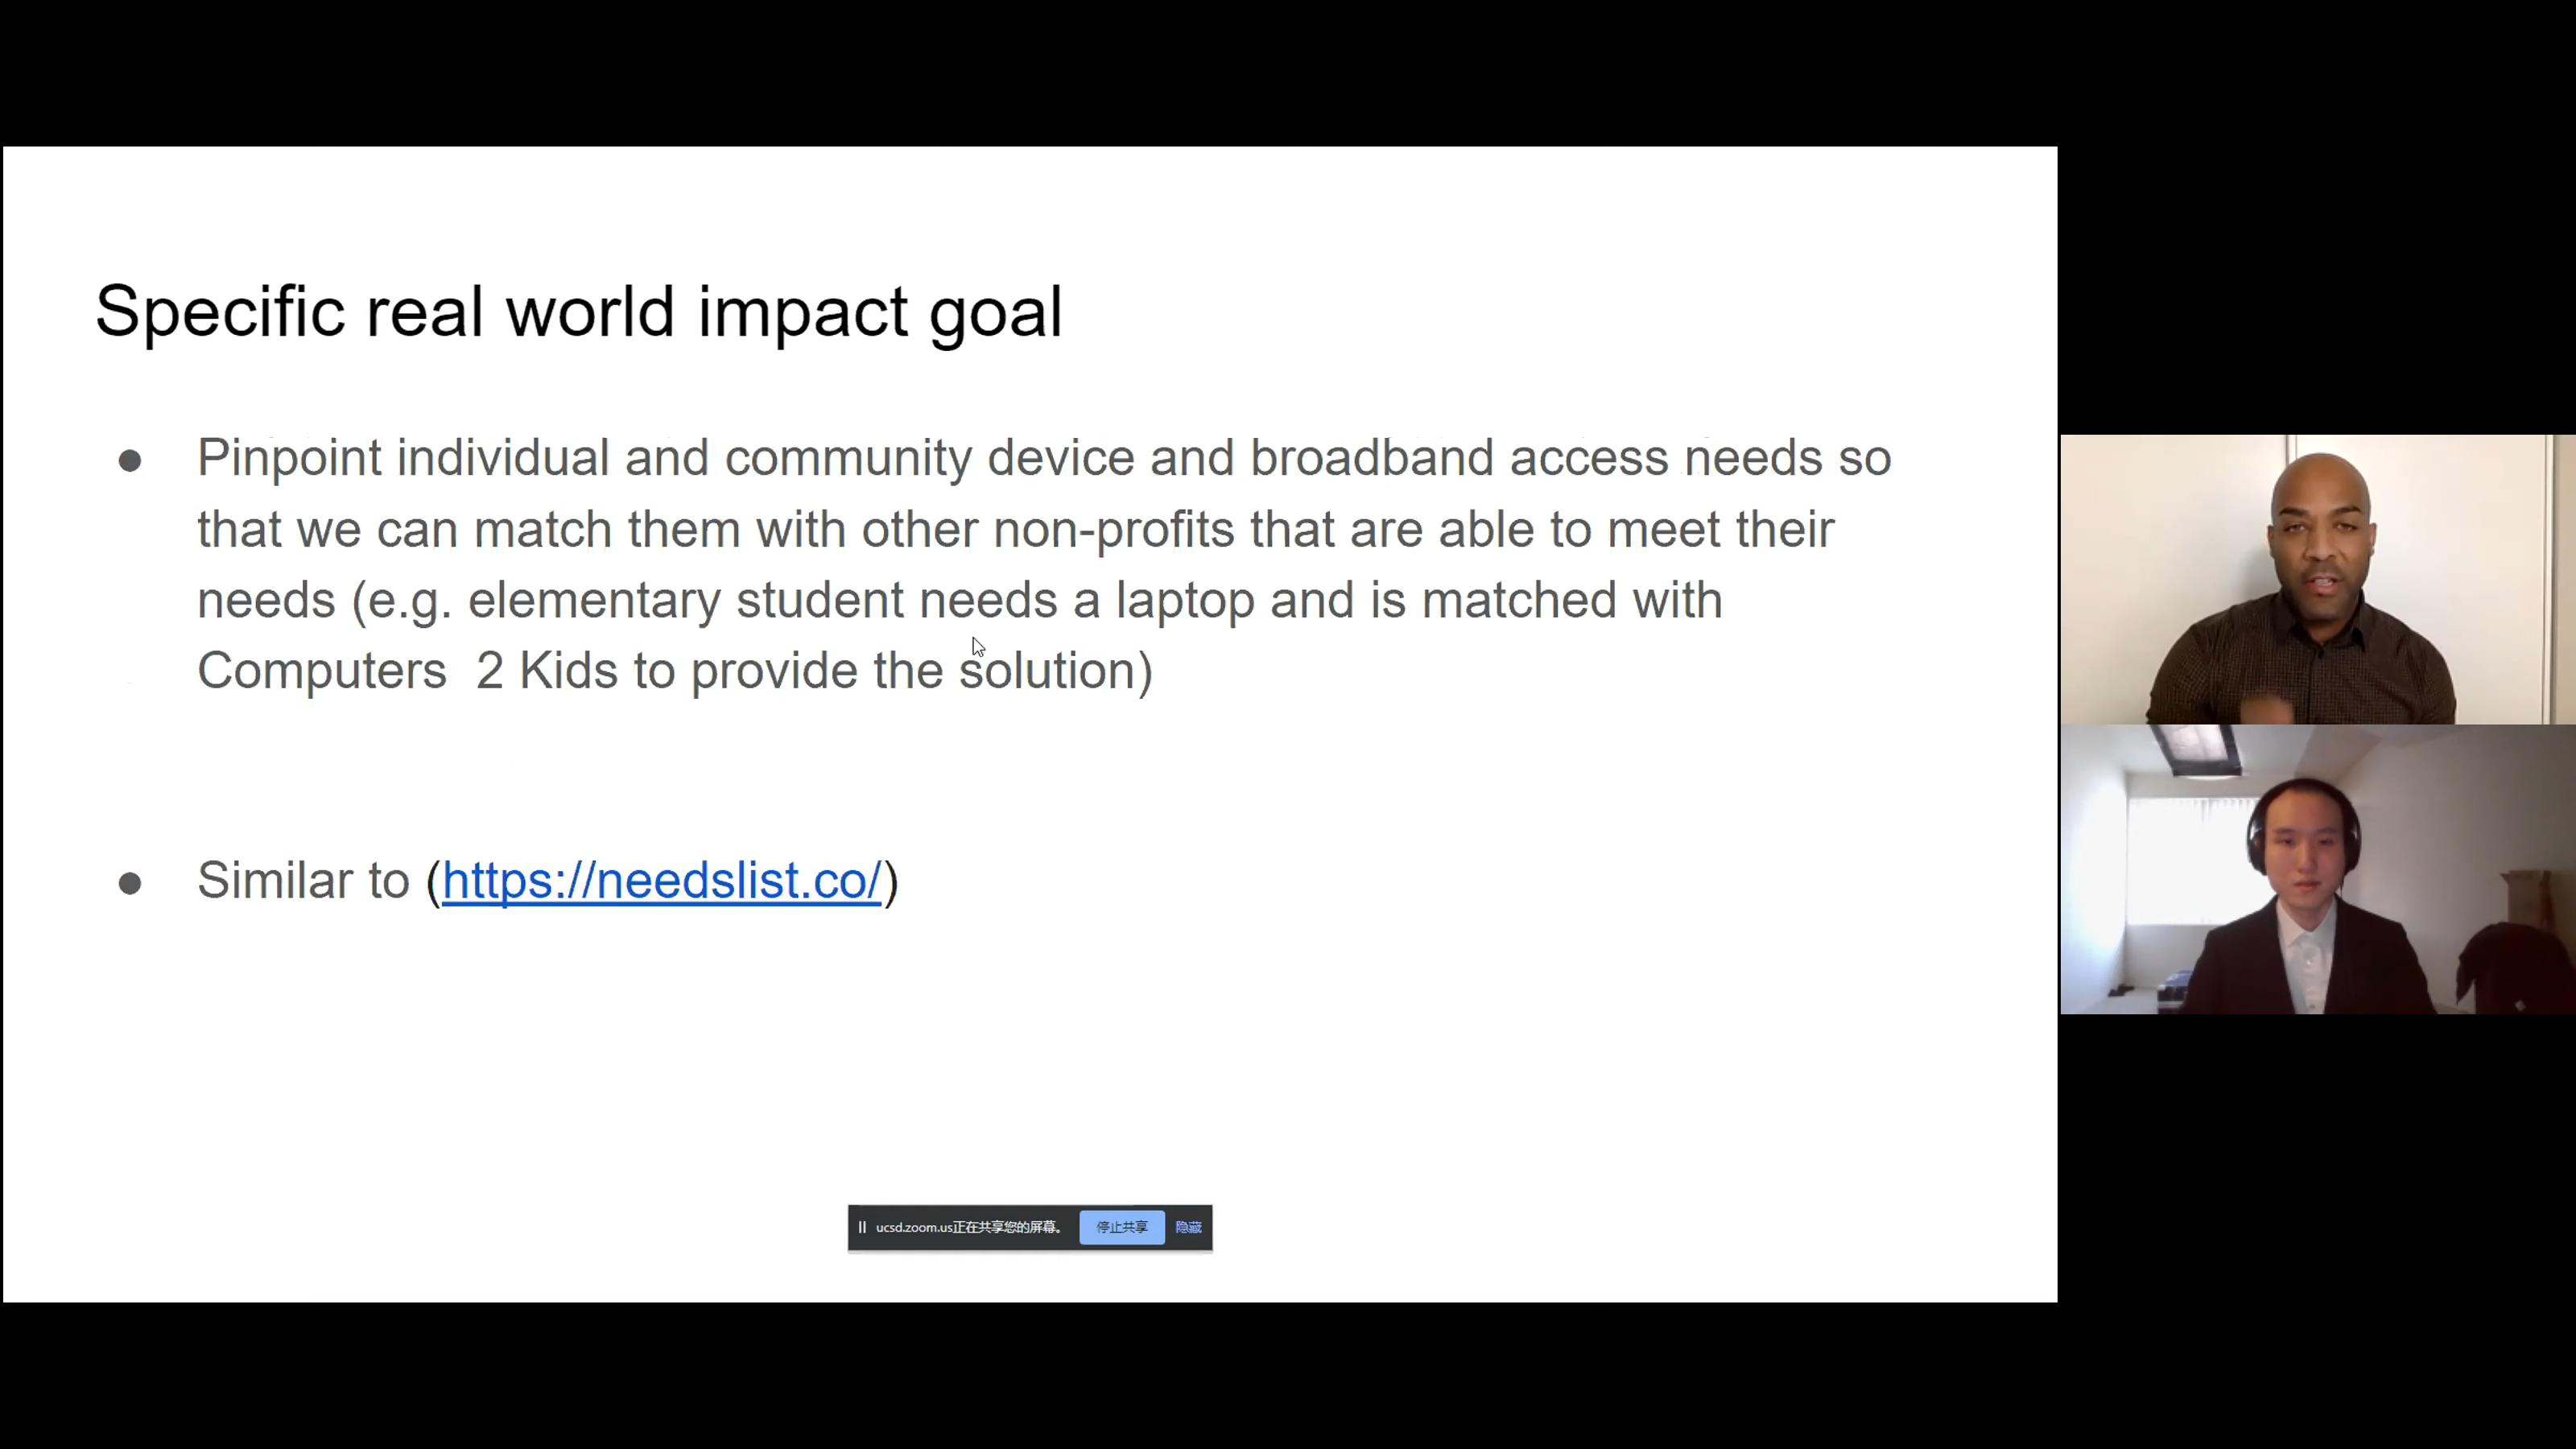 Specific real world impact goal
● Pinpoint individual and community device and broadband access needs so
that we can match them with other non-profits that are able to meet their
needs (e.g. elementary student needs a laptop and is matched with
Computers  2 Kids to provide the solution)
● Similar to (https://needslist.co/)
ucsd.zoom.us正在共享您的屏幕。 停止共享 隐藏